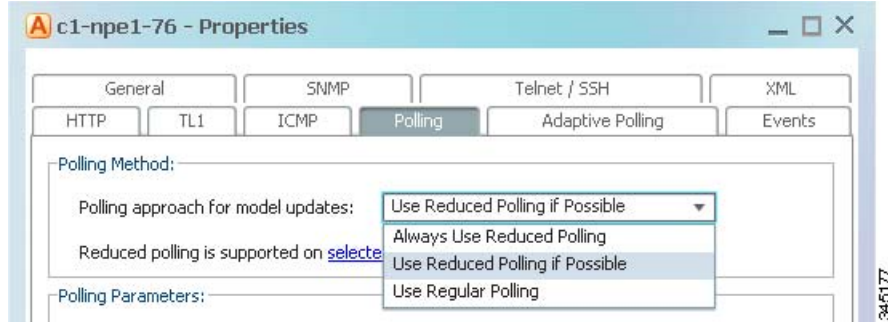 A c1-npe1-76 - Properties
General SNMP Telnet / SSH XML
HTTP TL1 ICMP Polling Adaptive Polling Events
Polling Method:
Polling approach for model updates: Use Reduced Polling if Possible
Always Use Reduced Polling
Reduced polling is supported on selecte
Use Reduced Polling if Possible
Use Regular Polling
Polling Parameters:
345177